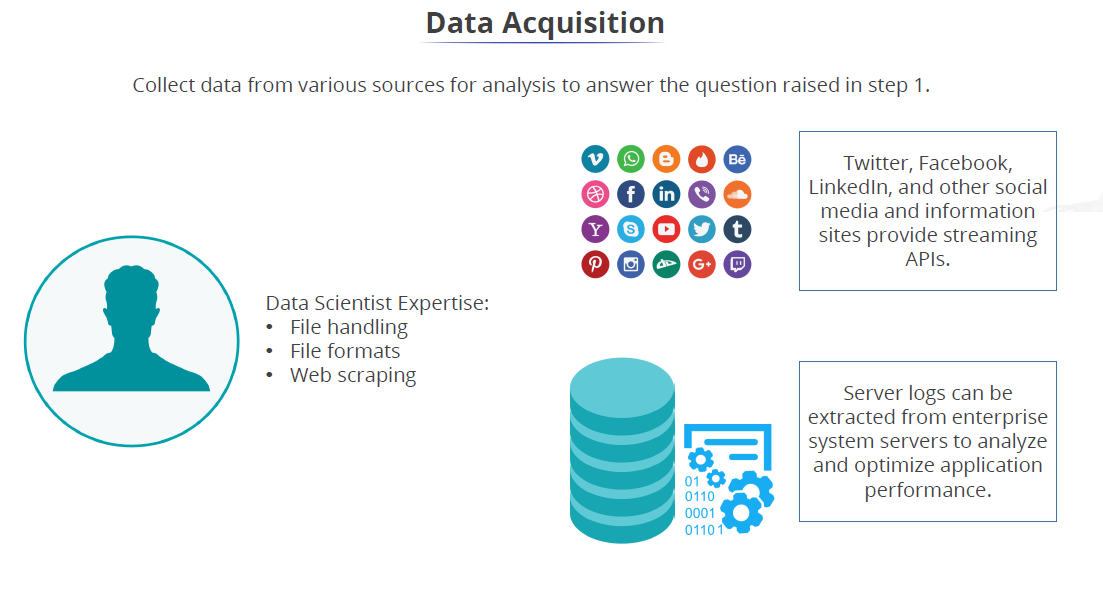 Data Acquisition
Collect data from various sources for analysis to answer the question raised in step 1.
Data Scientist Expertise:
• File handling
• File formats
• Web scraping
Bē
f
in
Y
S
t
G+
Twitter, Facebook,
LinkedIn, and other social
media and information
sites provide streaming
APIs.
01
0110
0001
01101
Server logs can be
extracted from enterprise
system servers to analyze
and optimize application
performance.